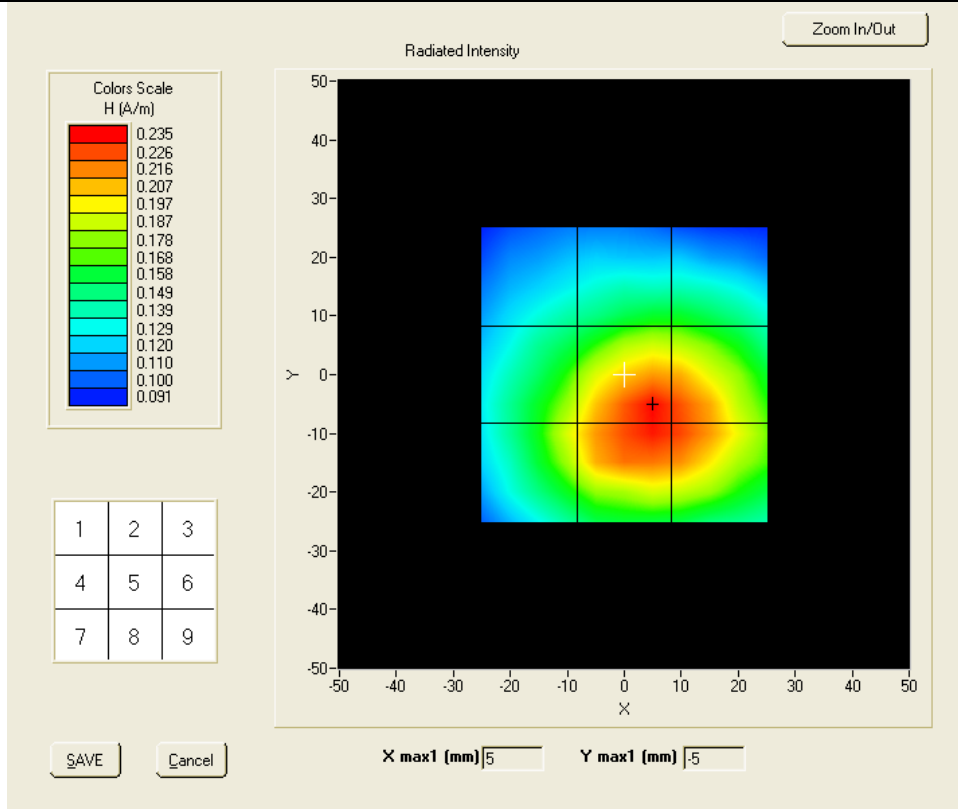 Zoom In/Out
Radiated Intensity
Colors Scale
H (A/m)
0.235
0.226
0.216
0.207
0.197
0.187
0.178
0.168
0.158
0.149
0.139
0.129
0.120
0.110
0.100
0.091
50
40
30
20
10
0
-10
-20
-30
-40
-50
Y
-50 -40 -30 -20 -10 0 10 20 30 40 50
X
1 2 3
4 5 6
7 8 9
SAVE Cancel
X max1 (mm) 5 Y max1 (mm) -5